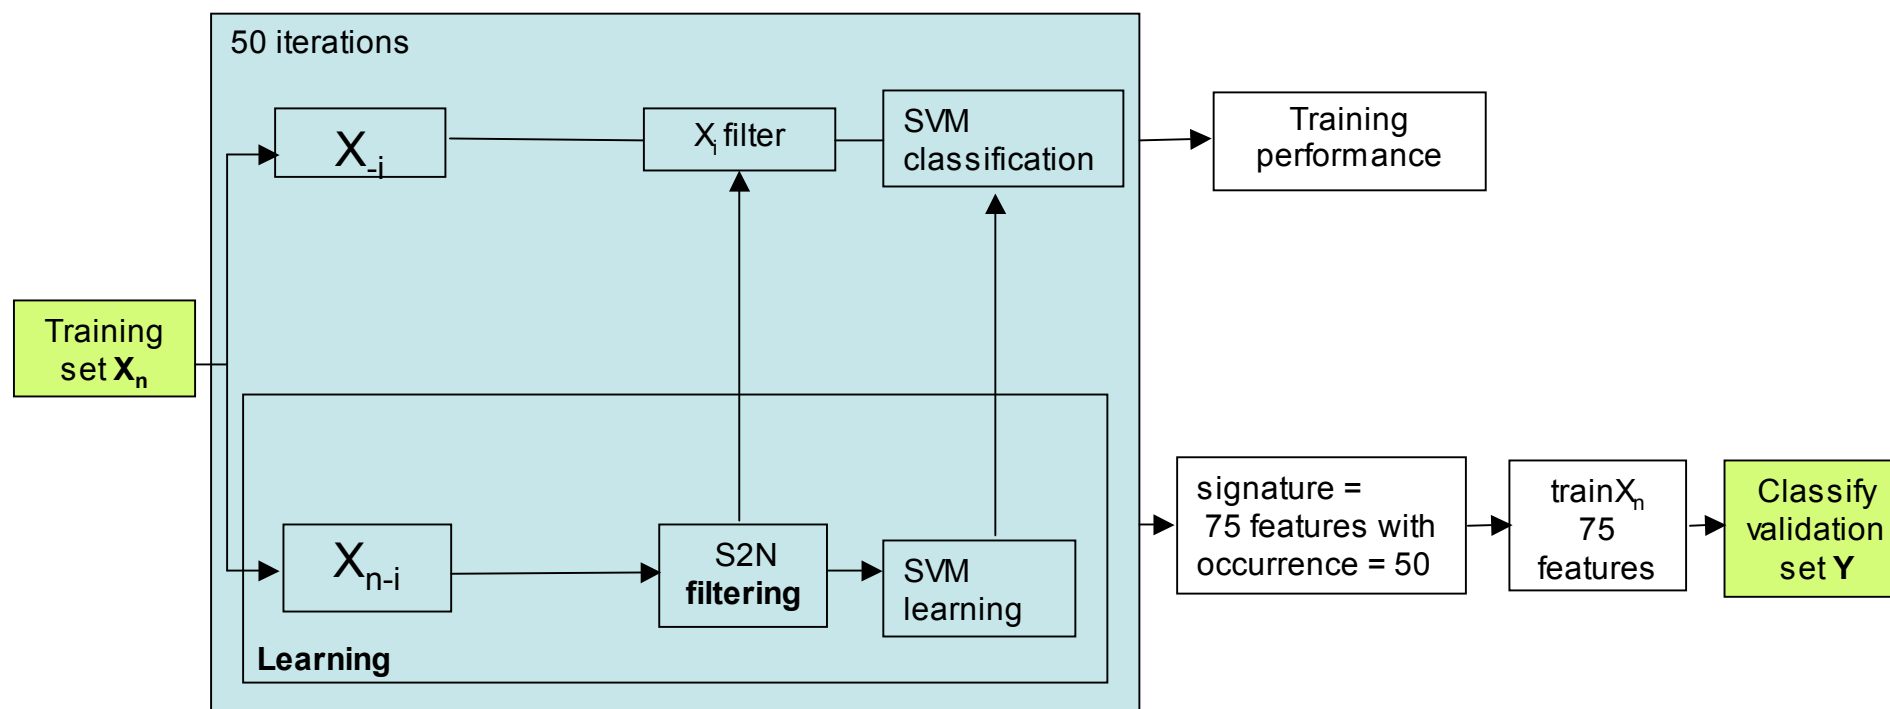 50 iterations
X-i
Xi filter
SVM
classification
Training
performance
Training
set Xn
Xn-i
S2N
filtering
SVM
learning
Learning
signature =
75 features with
occurrence = 50
trainXn
75
features
Classify
validation
set Y